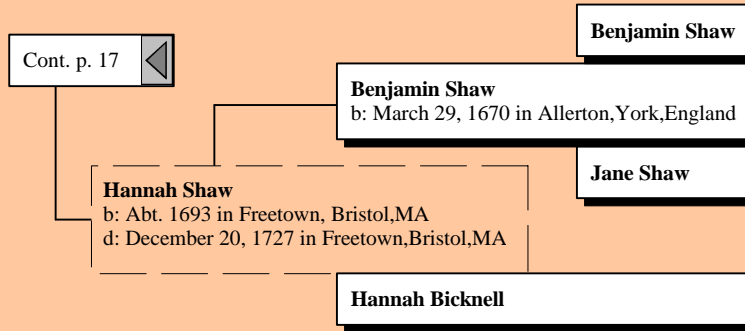 Benjamin Shaw
Cont. p. 17
Benjamin Shaw
b: March 29, 1670 in Allerton,York,England
Jane Shaw
Hannah Shaw
b: Abt. 1693 in Freetown, Bristol,MA
d: December 20, 1727 in Freetown,Bristol,MA
Hannah Bicknell